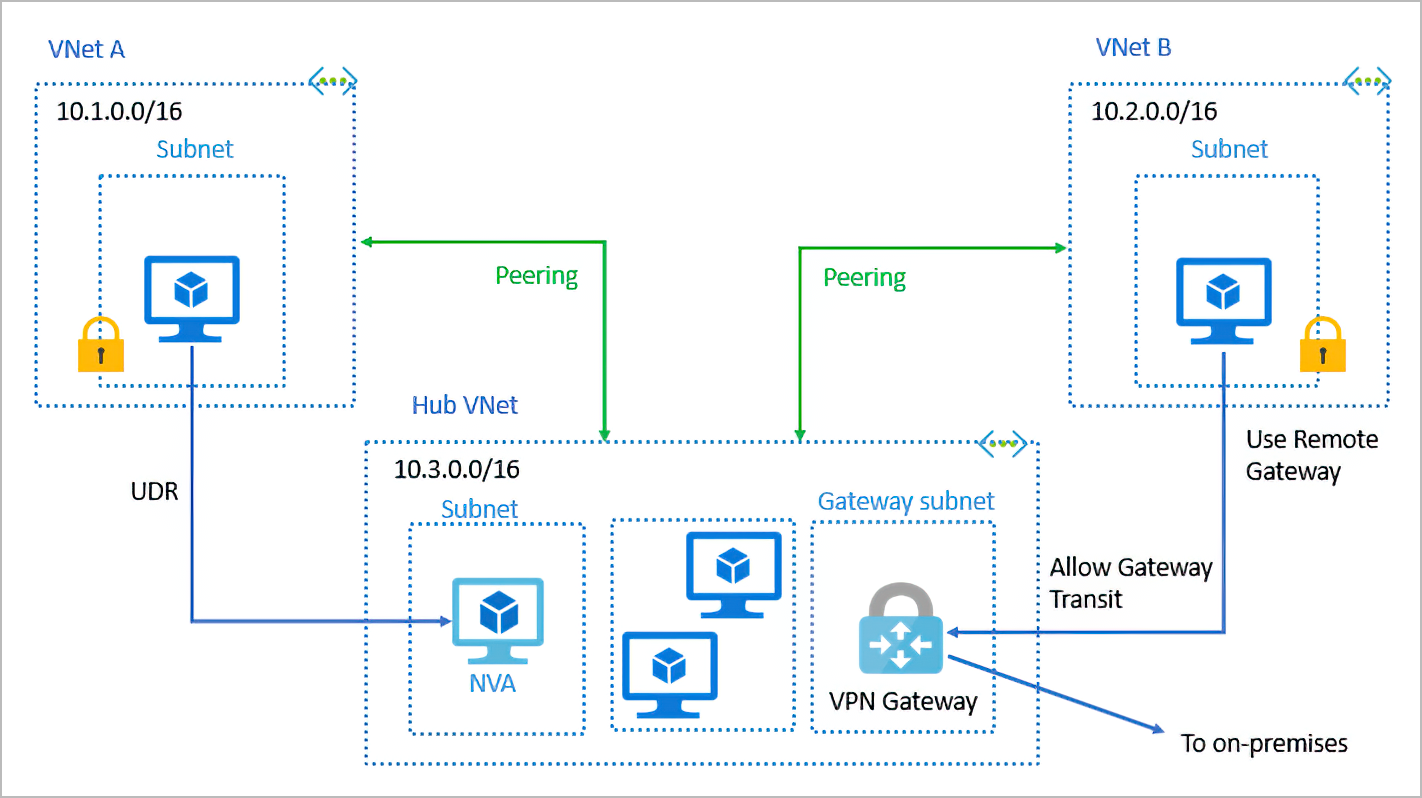 VNet A
VNet B
10.1.0.0/16
Subnet
10.2.0.0/16
Subnet
Peering
Peering
Hub VNet
Use Remote
Gateway
UDR
10.3.0.0/16
Subnet
Gateway subnet
Allow Gateway
Transit
NVA
VPN Gateway
To on-premises